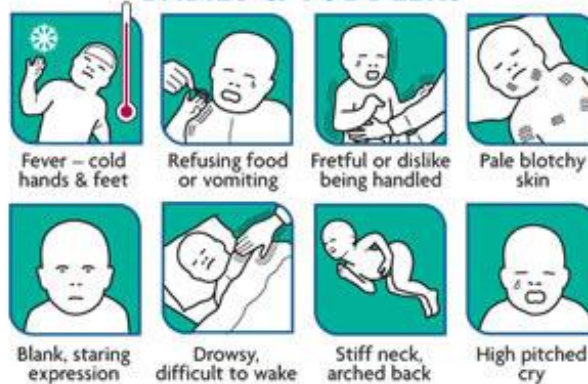 Fever – cold
hands & feet
Refusing food
or vomiting
Fretful or dislike
being handled
Pale blotchy
skin
Blank, staring
expression
Drowsy,
difficult to wake
Stiff neck,
arched back
High pitched
cry